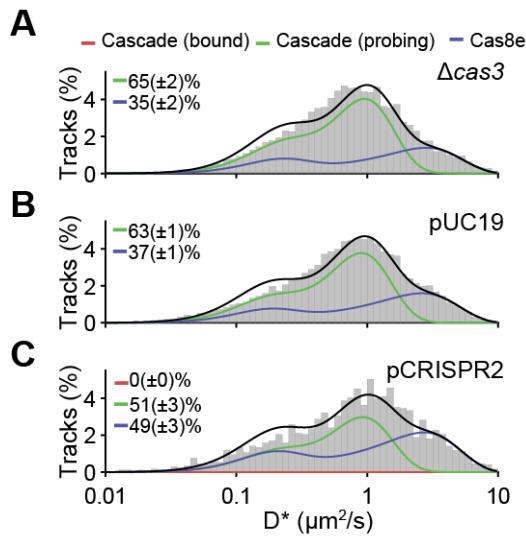 A
Cascade (bound) Cascade (probing) Cas8e
Δcas3
65(±2)%
35(±2)%
Tracks (%)
4
2
0
B
pUC19
63(±1)%
37(±1)%
Tracks (%)
4
2
0
C
pCRISPR2
0(±0)%
51(±3)%
49(±3)%
Tracks (%)
4
2
0
0.01 0.1 1 10
D* (μm²/s)